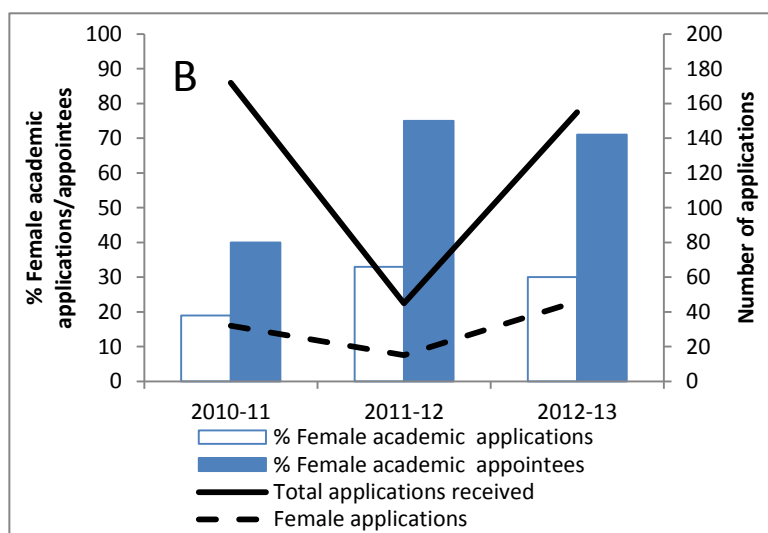 B
% Female academic
applications/appointees
100
90
80
70
60
50
40
30
20
10
0
200
180
160
140
120
100
80
60
40
20
0
Number of applications
2010-11 2011-12 2012-13
% Female academic applications
% Female academic appointees
Total applications received
Female applications